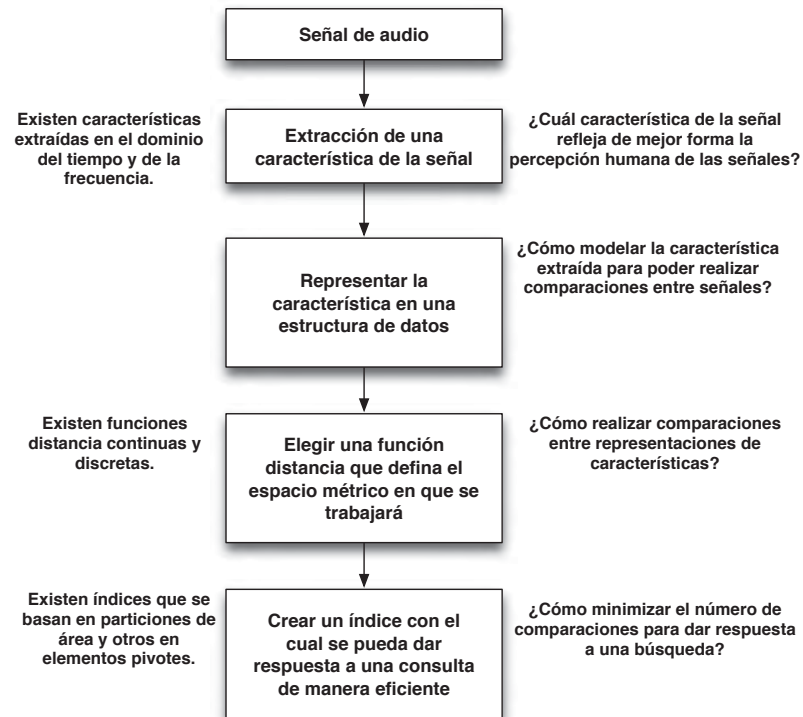 Señal de audio
Existen características
extraídas en el dominio
del tiempo y de la
frecuencia.
Extracción de una
característica de la señal
¿Cuál característica de la señal
refleja de mejor forma la
percepción humana de las señales?
Representar la
característica en una
estructura de datos
¿Cómo modelar la característica
extraída para poder realizar
comparaciones entre señales?
Existen funciones
distancia continuas y
discretas.
Elegir una función
distancia que defina el
espacio métrico en que se
trabajará
¿Cómo realizar comparaciones
entre representaciones de
características?
Existen índices que se
basan en particiones de
área y otros en
elementos pivotes.
Crear un índice con el
cual se pueda dar
respuesta a una consulta
de manera eficiente
¿Cómo minimizar el número de
comparaciones para dar respuesta
a una búsqueda?